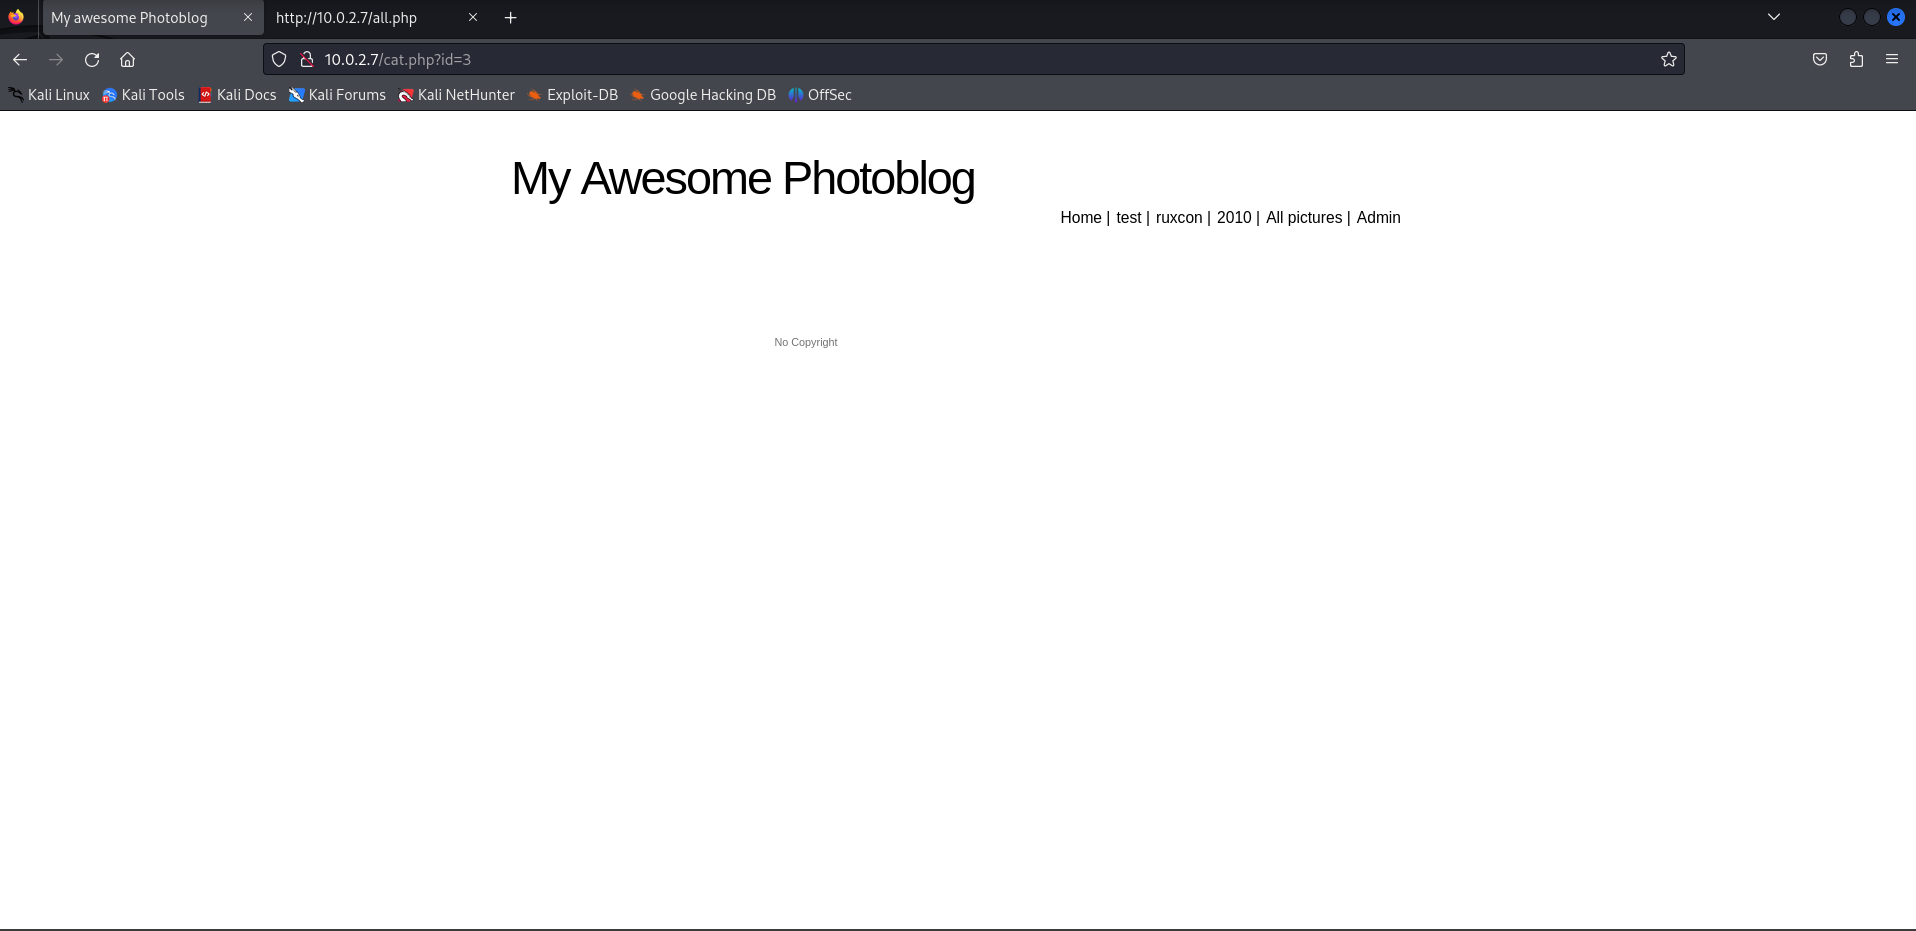 My awesome Photoblog
http://10.0.2.7/all.php
10.0.2.7/cat.php?id=3
Kali Linux Kali Tools Kali Docs Kali Forums Kali NetHunter Exploit-DB Google Hacking DB OffSec
My Awesome Photoblog
Home | test | ruxcon | 2010 | All pictures | Admin
No Copyright